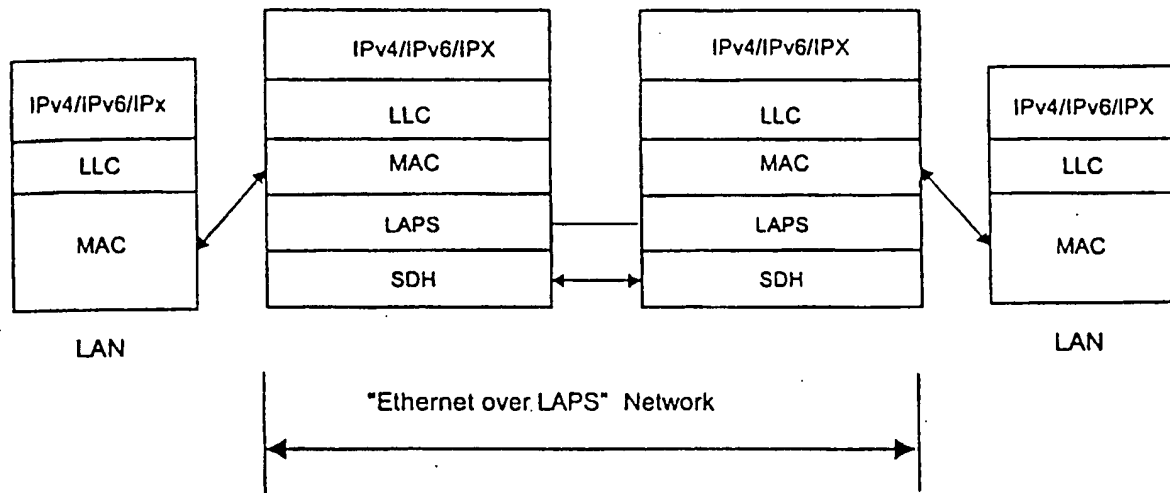 IPv4/IPv6/IPx
LLC
MAC
LAN
IPv4/IPv6/IPX
LLC
MAC
LAPS
SDH
IPv4/IPv6/IPX
LLC
MAC
LAPS
SDH
IPv4/IPv6/IPX
LLC
MAC
LAN
"Ethernet over LAPS" Network